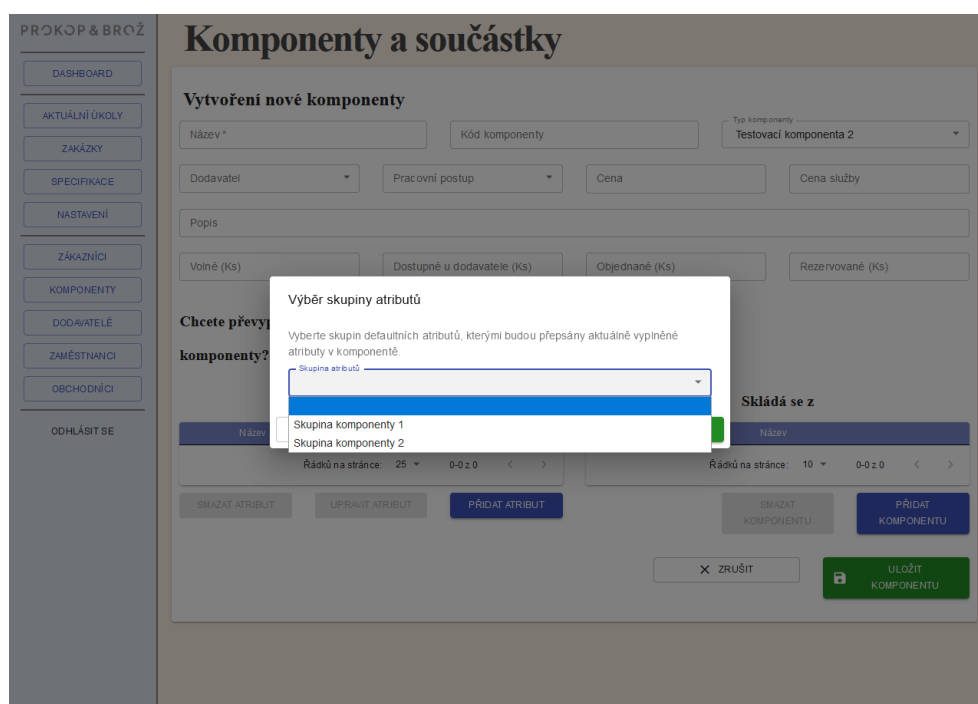 PROKOP & BROŽ
Komponenty a součástky
DASHBOARD
AKTUÁLNÍ ÚKOLY
ZAKÁZKY
SPECIFIKACE
NASTAVENÍ
ZÁKAZNÍCI
KOMPONENTY
DODAVATELÉ
ZAMĚSTNANCI
OBCHODNÍCI
ODHLÁSIT SE
Vytvoření nové komponenty
Název *
Kód komponenty
Typ komponenty
Testovací komponenta 2
Dodavatel
Pracovní postup
Cena
Cena služby
Popis
Volné (Ks)
Dostupné u dodavatele (Ks)
Objednané (Ks)
Rezervované (Ks)
Chcete
komponenty?
Výběr skupiny atributů
Vyberte skupin defaultních atributů, kterými budou přepsány aktuálně vyplněné
atributy v komponentě.
Skupina atributů
Skupina komponenty 1
Skupina komponenty 2
Skládá se z
Název
Název
Řádků na stránce: 25 0-0 z 0
Řádků na stránce: 10 0-0 z 0
SMAZAT ATRIBUT
UPRAVIT ATRIBUT
PŘIDAT ATRIBUT
SMAZAT
KOMPONENTU
PŘIDAT
KOMPONENTU
ZRUŠIT
ULOŽIT
KOMPONENTU